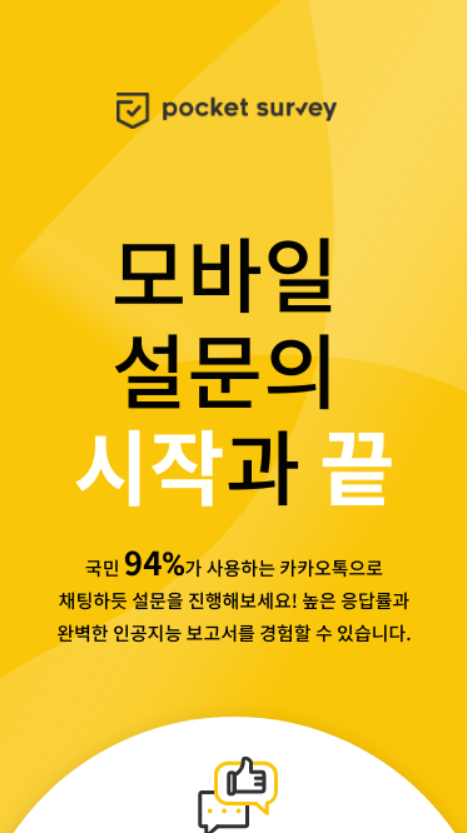 pocket survey
모바일
설문의
시작과 끝
국민 94%가 사용하는 카카오톡으로
채팅하듯 설문을 진행해보세요! 높은 응답률과
완벽한 인공지능 보고서를 경험할 수 있습니다.